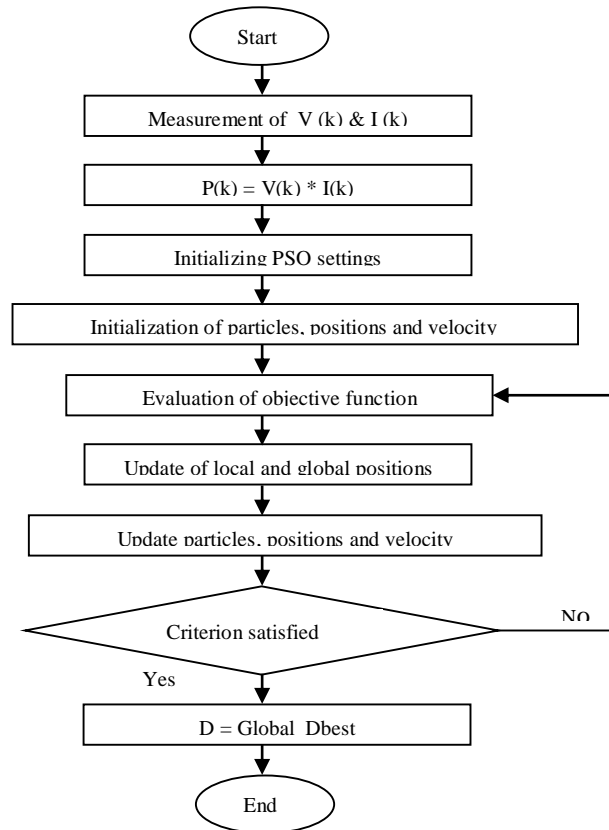 Start
Measurement of V (k) & I (k)
P(k) = V(k) * I(k)
Initializing PSO settings
Initialization of particles, positions and velocity
Evaluation of objective function
Update of local and global positions
Update particles, positions and velocity
Criterion satisfied
No
Yes
D = Global Dbest
End